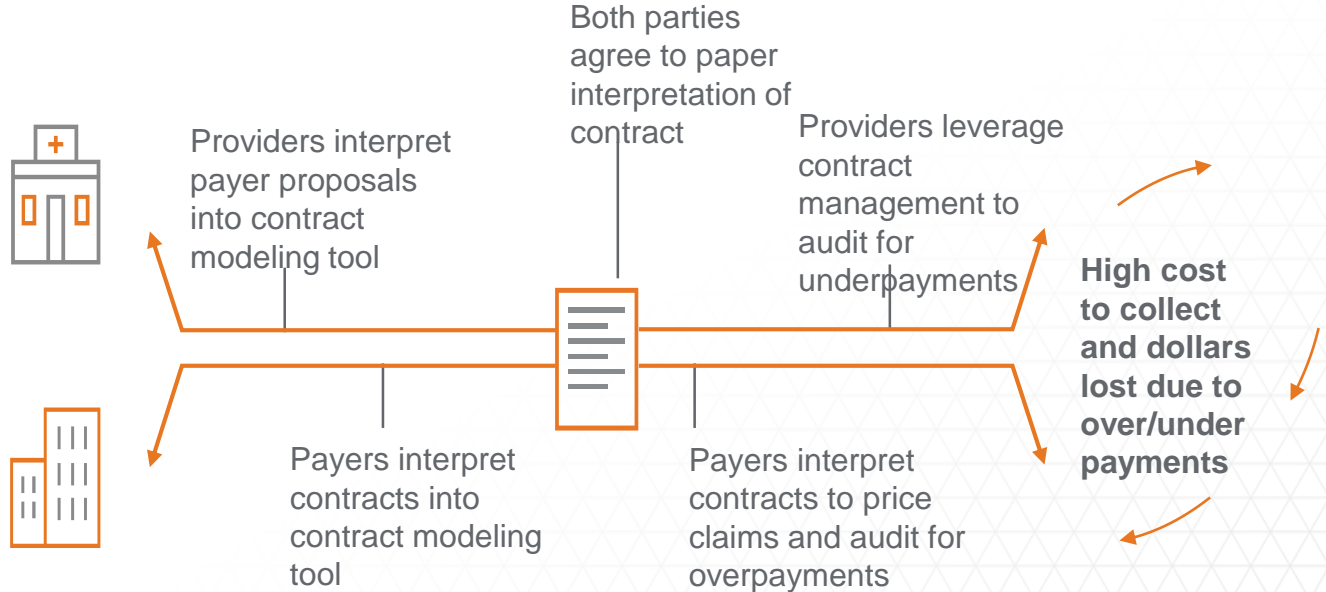 Both parties
agree to paper
interpretation of
contract
Providers interpret
payer proposals
into contract
modeling tool
Providers leverage
contract
management to
audit for
underpayments
High cost
to collect
and dollars
lost due to
over/under
payments
Payers interpret
contracts into
contract modeling
tool
Payers interpret
contracts to price
claims and audit for
overpayments